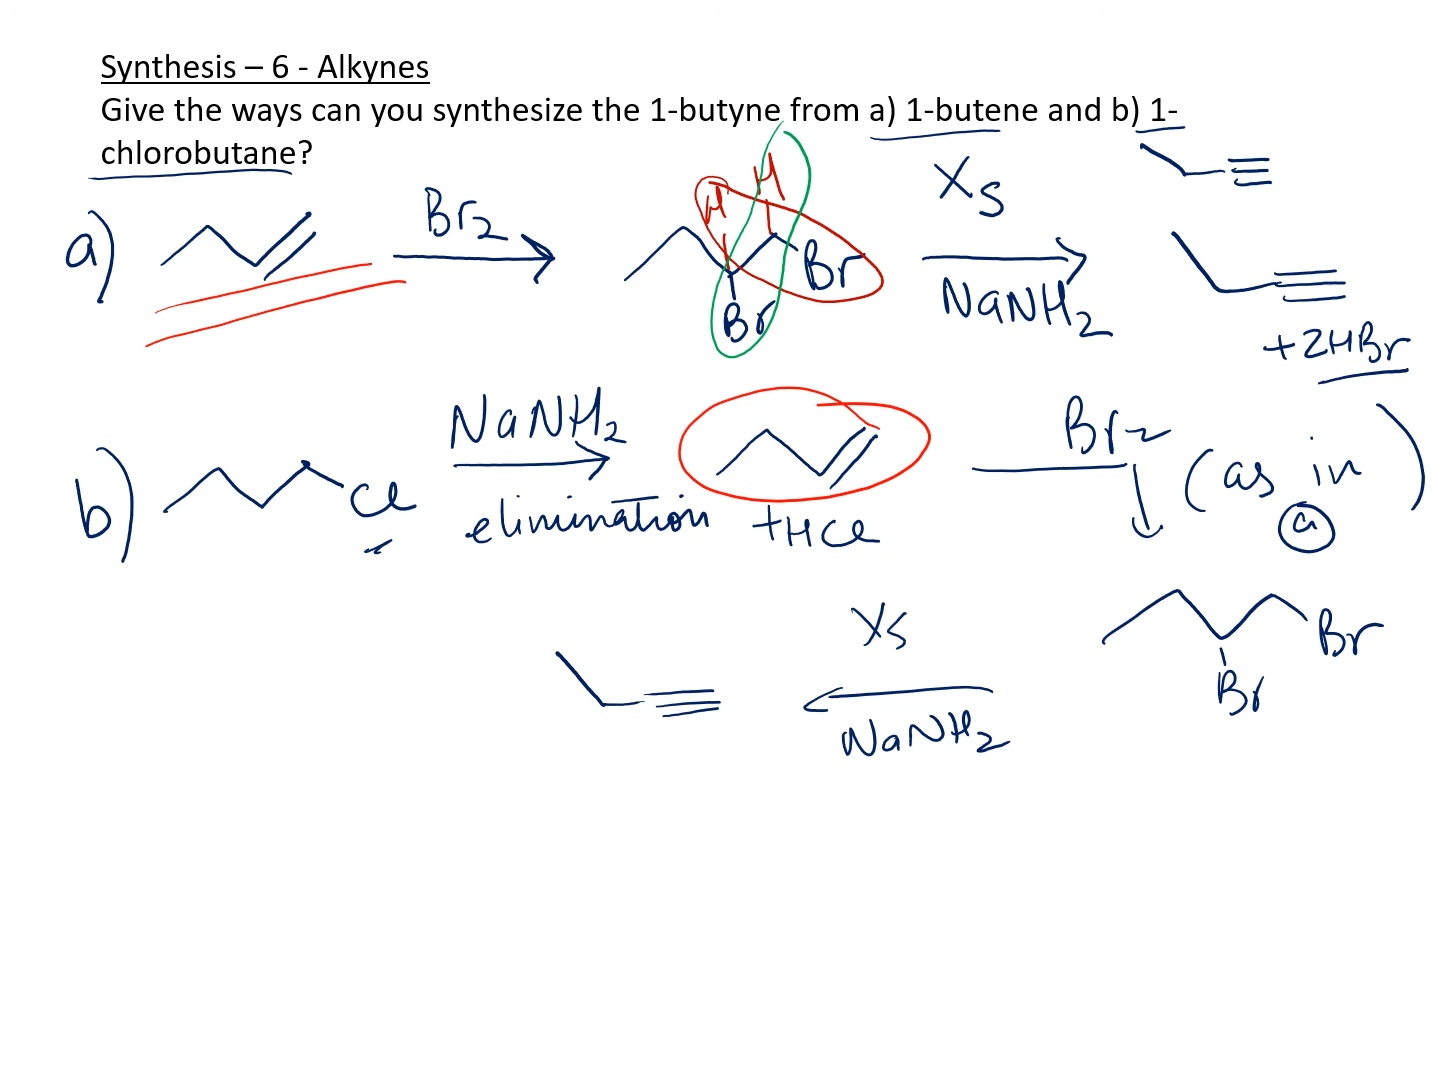 Synthesis – 6 - Alkynes
Give the ways can you synthesize the 1-butyne from a) 1-butene and b) 1-
chlorobutane?
a) Br2 H H Br Br Xs NaNH2
+2HBr
b) Cl NaNH2 elimination +HCl Br2 (as in a)
Br Br
Xs
NaNH2